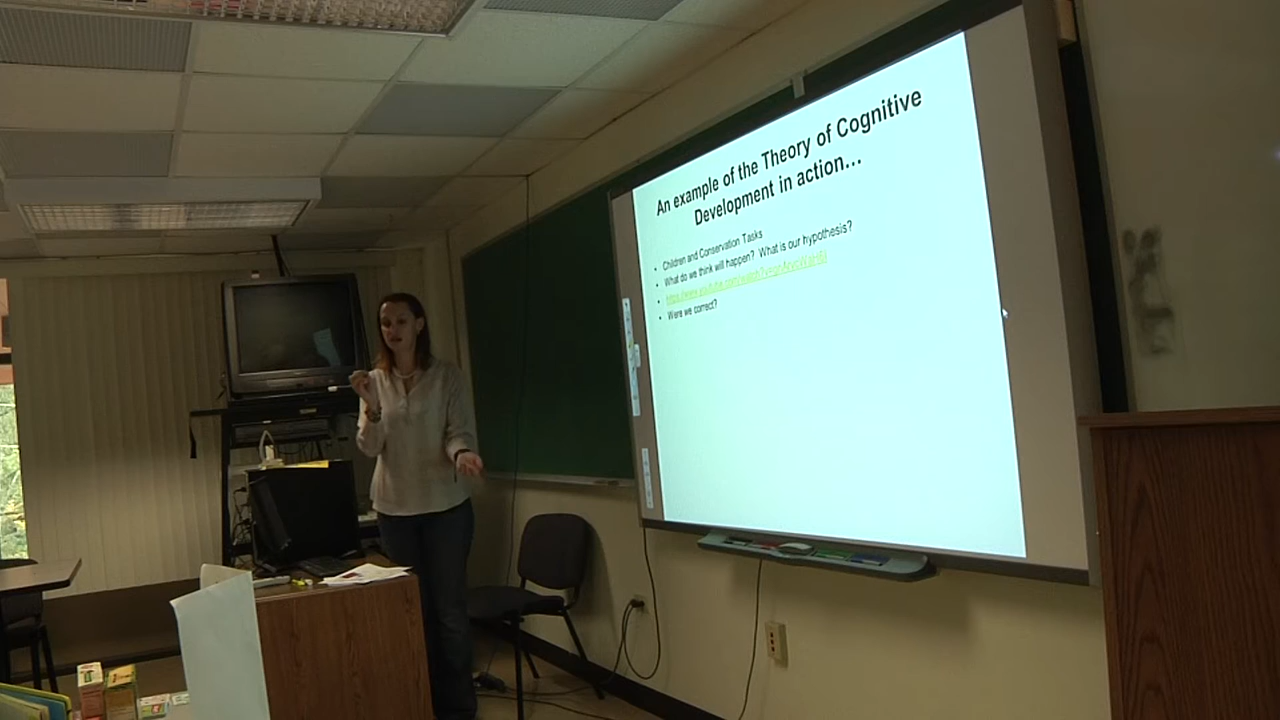 An example of the Theory of Cognitive
Development in action...
• Children and Conservation Tasks
• What do we think will happen? What is our hypothesis?
• Were we correct?